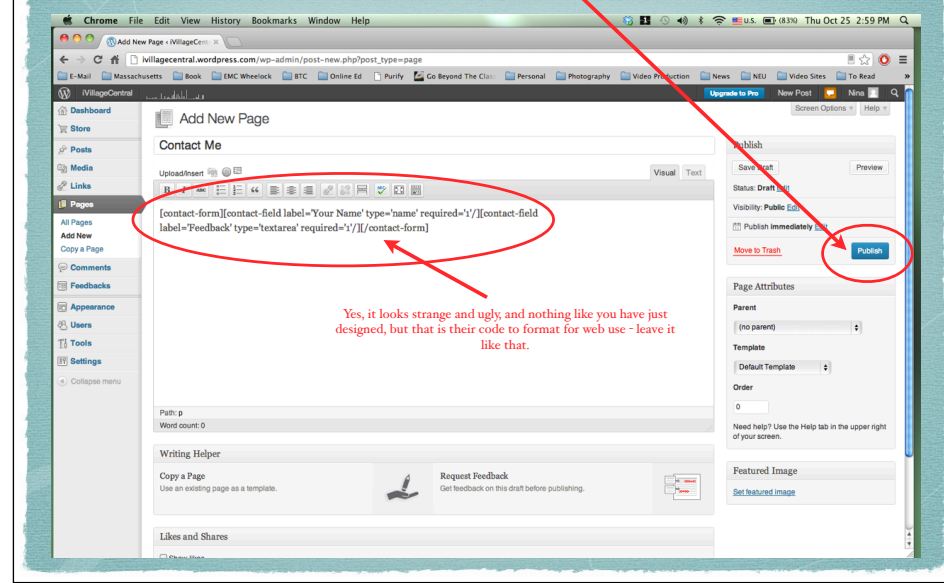 Chrome File Edit View History Bookmarks Window Help
U.S. (83%) Thu Oct 25 2:59 PM
Add New Page ‹ iVillageCent
ivillagecentral.wordpress.com/wp-admin/post-new.php?post_type=page
E-Mail Massachusetts Book EMC Wheelock BTC Online Ed Purify Go Beyond The Clas Personal Photography Video Production News NEU Video Sites To Read »
iVillageCentral Upgrade to Pro New Post Nina
Screen Options Help
Dashboard
Store
Posts
Media
Links
Pages
All Pages
Add New
Copy a Page
Comments
Feedbacks
Appearance
Users
Tools
Settings
Collapse menu
Add New Page
Contact Me
Upload/Insert Visual Text
B I ABC
[contact-form][contact-field label='Your Name' type='name' required='1'/][contact-field
label='Feedback' type='textarea' required='1'/][/contact-form]
Yes, it looks strange and ugly, and nothing like you have just
designed, but that is their code to format for web use - leave it
like that.
Path: p
Word count: 0
Writing Helper
Copy a Page
Use an existing page as a template.
Request Feedback
Get feedback on this draft before publishing.
Likes and Shares
Show likes.
Publish
Save Draft Preview
Status: Draft Edit
Visibility: Public Edit
Publish immediately Edit
Move to Trash Publish
Page Attributes
Parent
(no parent)
Template
Default Template
Order
0
Need help? Use the Help tab in the upper right
of your screen.
Featured Image
Set featured image